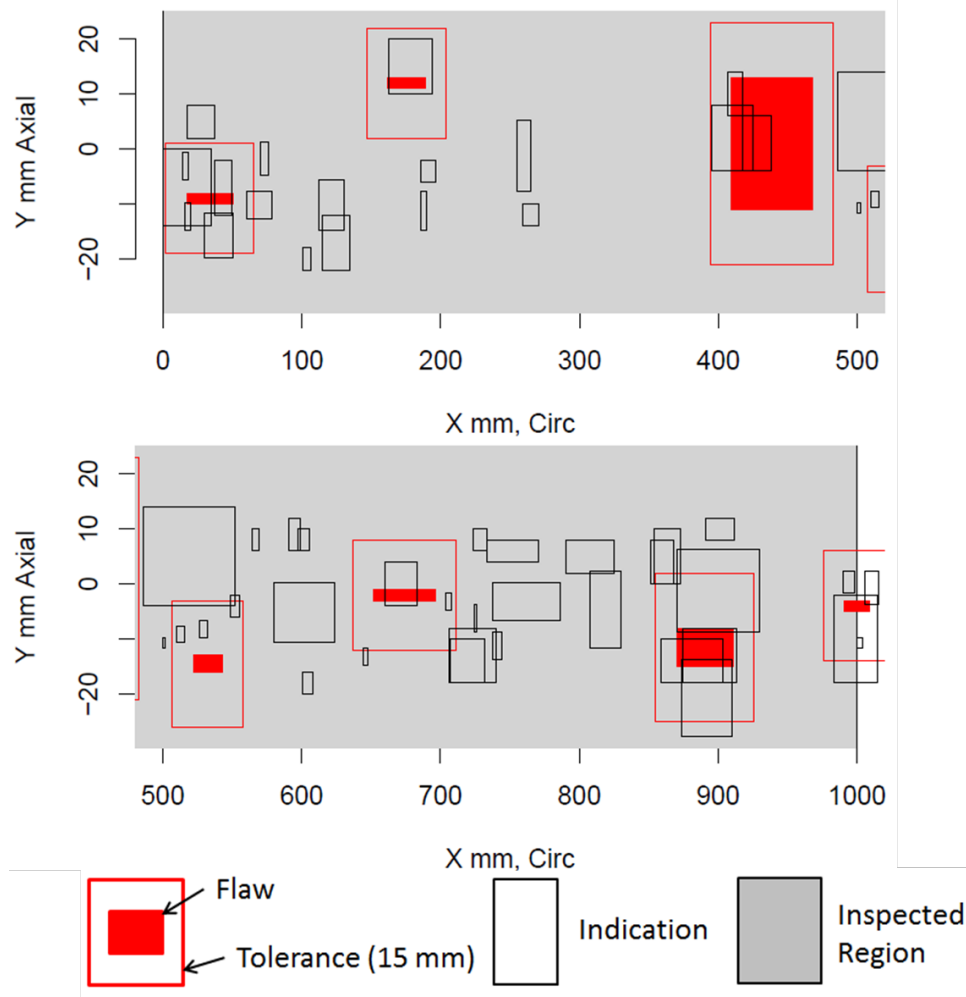 20
10
0
−20
Y mm Axial
0 100 200 300 400 500
X mm, Circ
20
10
0
−20
Y mm Axial
500 600 700 800 900 1000
X mm, Circ
Flaw
Tolerance (15 mm)
Indication
Inspected
Region